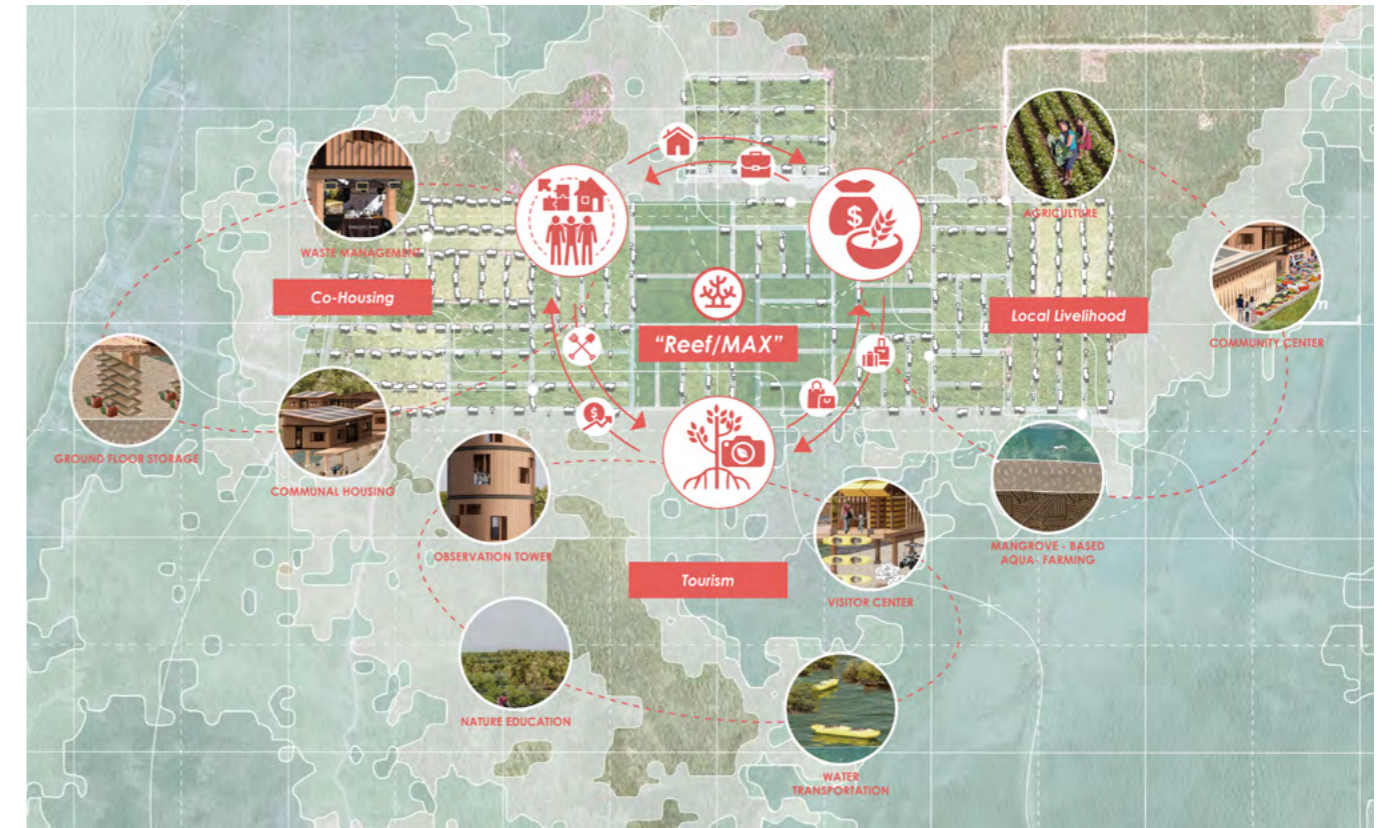 AGRICULTURE
WASTE MANAGEMENT
Co-Housing
Local Livelihood
“Reef/MAX”
COMMUNITY CENTER
GROUND FLOOR STORAGE
COMMUNAL HOUSING
OBSERVATION TOWER
MANGROVE - BASED
AQUA- FARMING
Tourism
VISITOR CENTER
NATURE EDUCATION
WATER
TRANSPORTATION